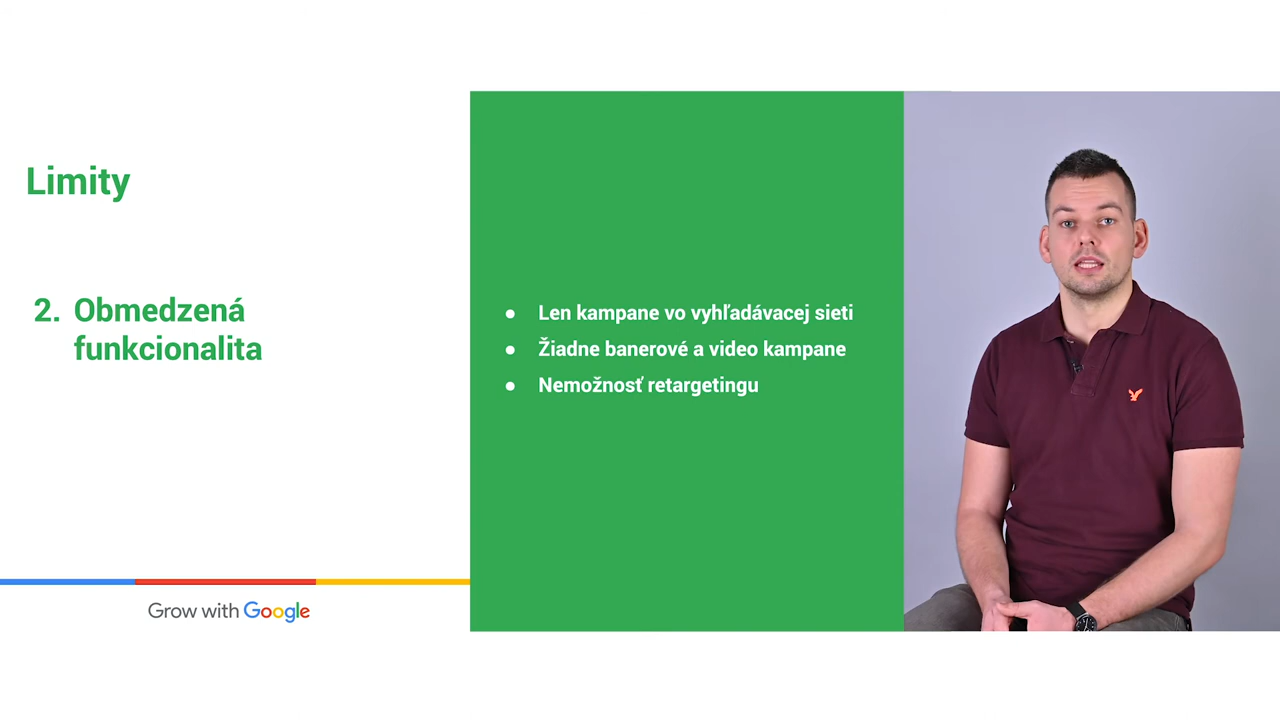 Limity
2. Obmedzená
funkcionalita
● Len kampane vo vyhľadávacej sieti
● Žiadne banerové a video kampane
● Nemožnosť retargetingu
Grow with Google